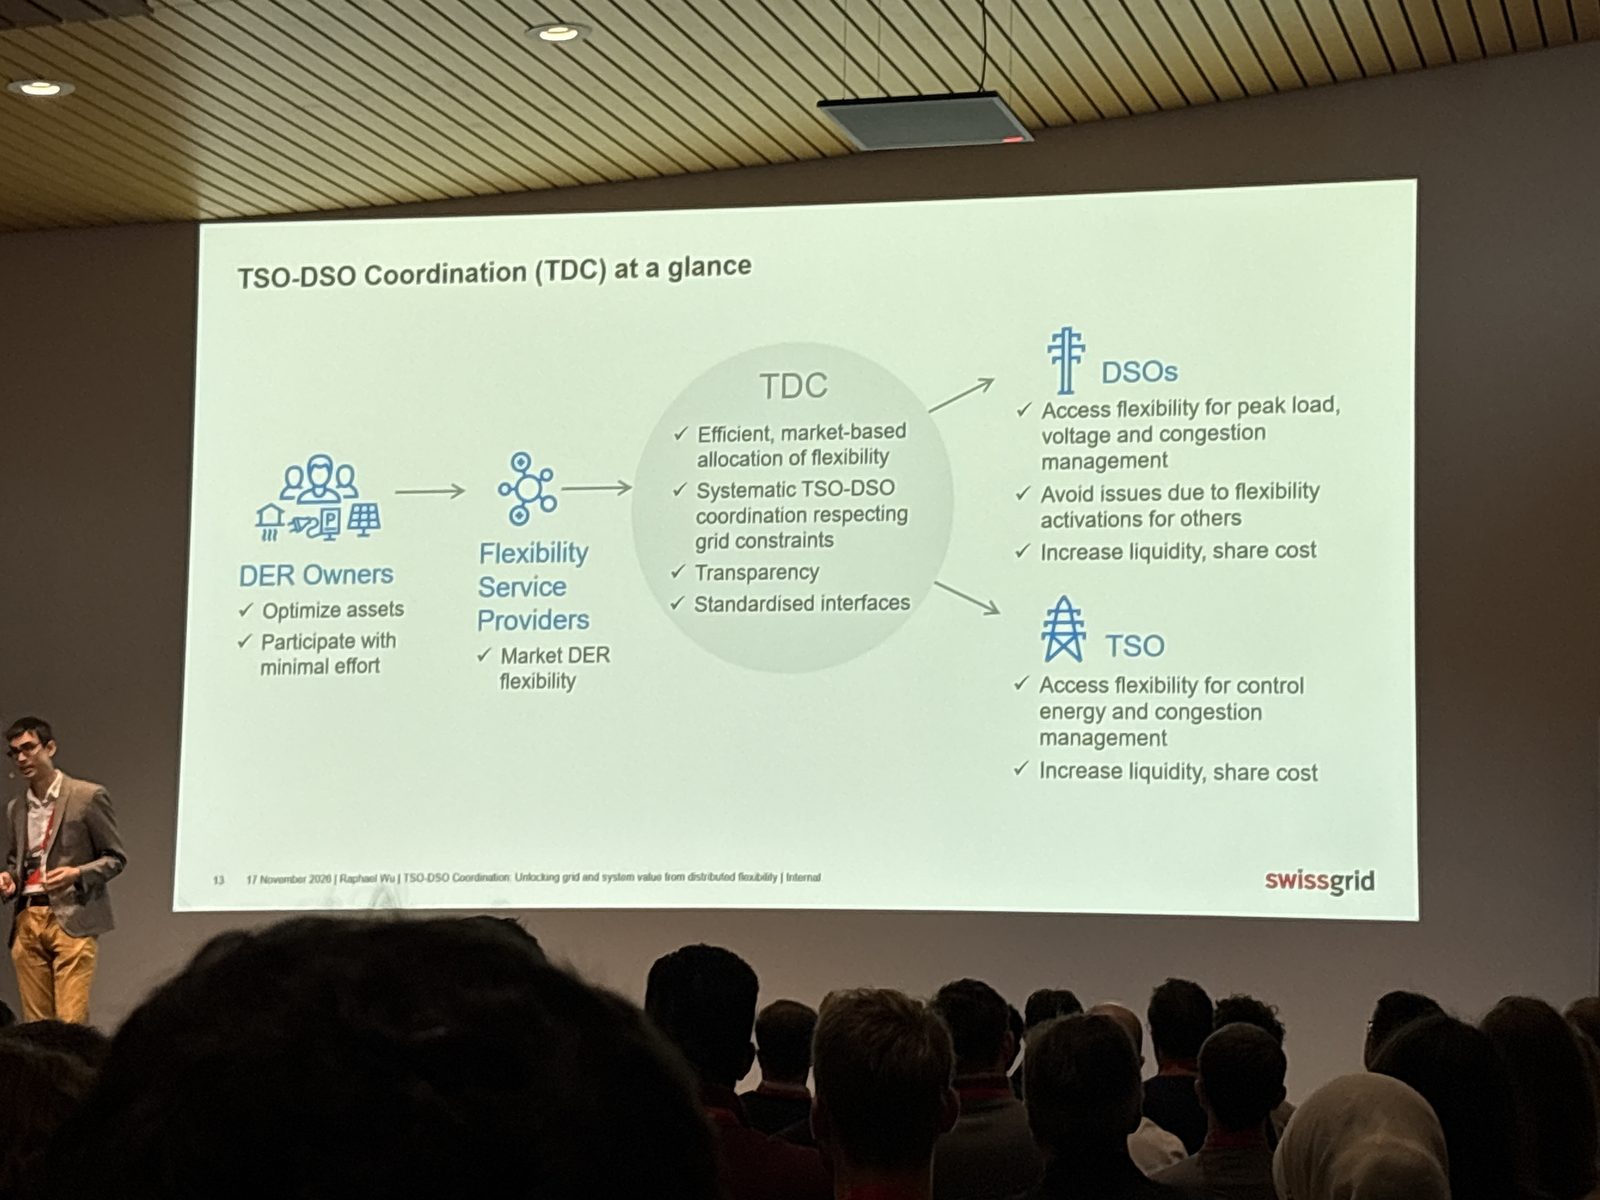 TSO-DSO Coordination (TDC) at a glance
DER Owners
✓ Optimize assets
✓ Participate with
minimal effort
Flexibility
Service
Providers
✓ Market DER
flexibility
TDC
✓ Efficient, market-based
allocation of flexibility
✓ Systematic TSO-DSO
coordination respecting
grid constraints
✓ Transparency
✓ Standardised interfaces
DSOs
✓ Access flexibility for peak load,
voltage and congestion
management
✓ Avoid issues due to flexibility
activations for others
✓ Increase liquidity, share cost
TSO
✓ Access flexibility for control
energy and congestion
management
✓ Increase liquidity, share cost
P
13 17 November 2026 | Raphael Wu | TSO-DSO Coordination: Unlocking grid and system value from distributed flexibility | Internal
swissgrid